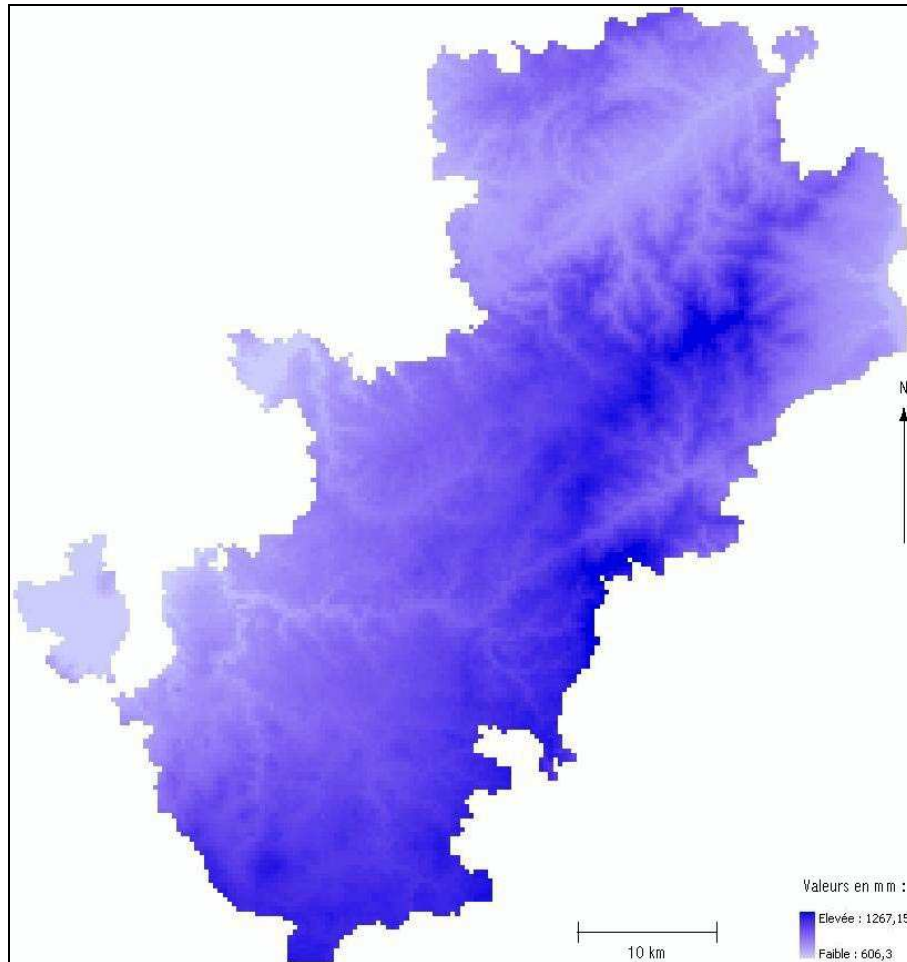 N
Valeurs en mm :
Elevée : 1267,15
Faible : 606,3
10 km